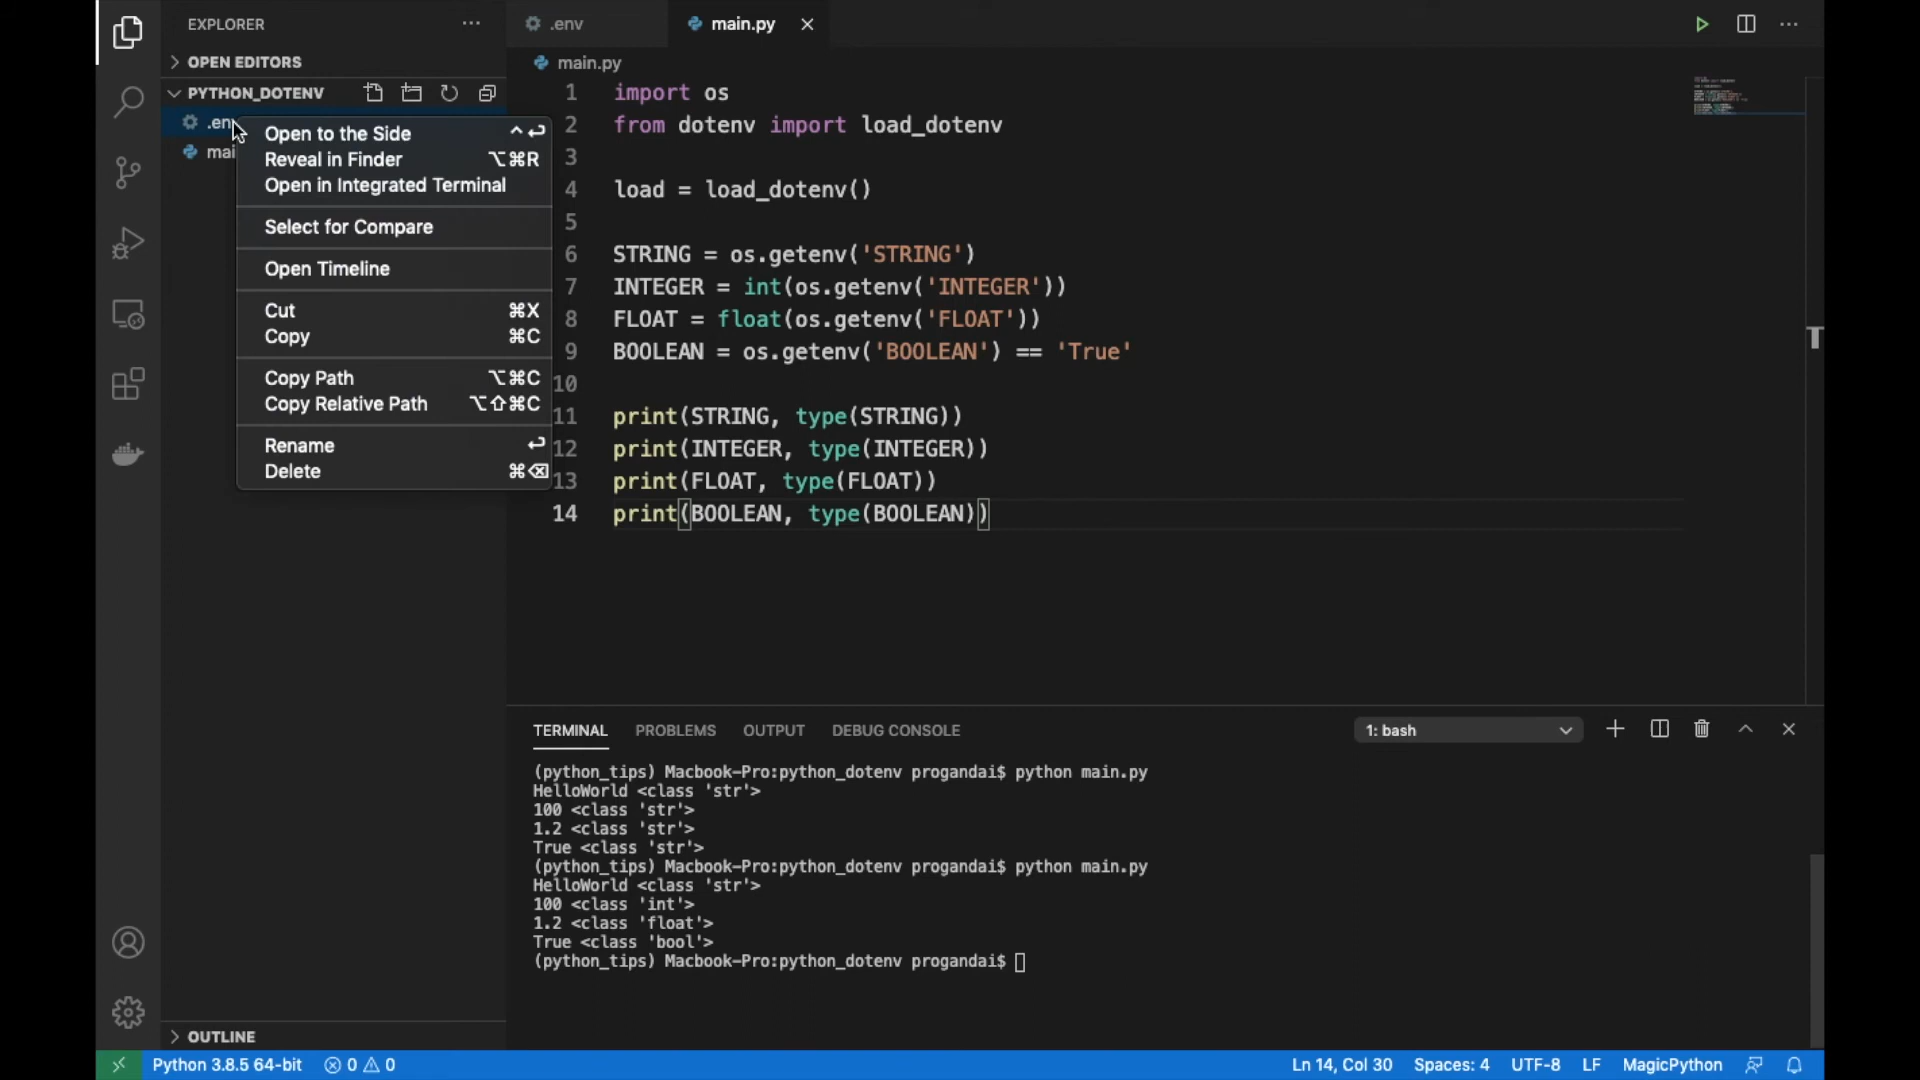 EXPLORER
.env
main.py
OPEN EDITORS
PYTHON_DOTENV
main.py
.en
mai
Open to the Side ⌃⏎
Reveal in Finder ⌥⌘R
Open in Integrated Terminal
Select for Compare
Open Timeline
Cut ⌘X
Copy ⌘C
Copy Path ⌥⌘C
Copy Relative Path ⌥⇧⌘C
Rename ⏎
Delete ⌘⌫
1 import os
2 from dotenv import load_dotenv
3
4 load = load_dotenv()
5
6 STRING = os.getenv('STRING')
7 INTEGER = int(os.getenv('INTEGER'))
8 FLOAT = float(os.getenv('FLOAT'))
9 BOOLEAN = os.getenv('BOOLEAN') == 'True'
10
11 print(STRING, type(STRING))
12 print(INTEGER, type(INTEGER))
13 print(FLOAT, type(FLOAT))
14 print(BOOLEAN, type(BOOLEAN))
TERMINAL PROBLEMS OUTPUT DEBUG CONSOLE 1: bash
(python_tips) Macbook-Pro:python_dotenv progandai$ python main.py
HelloWorld <class 'str'>
100 <class 'str'>
1.2 <class 'str'>
True <class 'str'>
(python_tips) Macbook-Pro:python_dotenv progandai$ python main.py
HelloWorld <class 'str'>
100 <class 'int'>
1.2 <class 'float'>
True <class 'bool'>
(python_tips) Macbook-Pro:python_dotenv progandai$
OUTLINE
Python 3.8.5 64-bit 0 0 Ln 14, Col 30 Spaces: 4 UTF-8 LF MagicPython